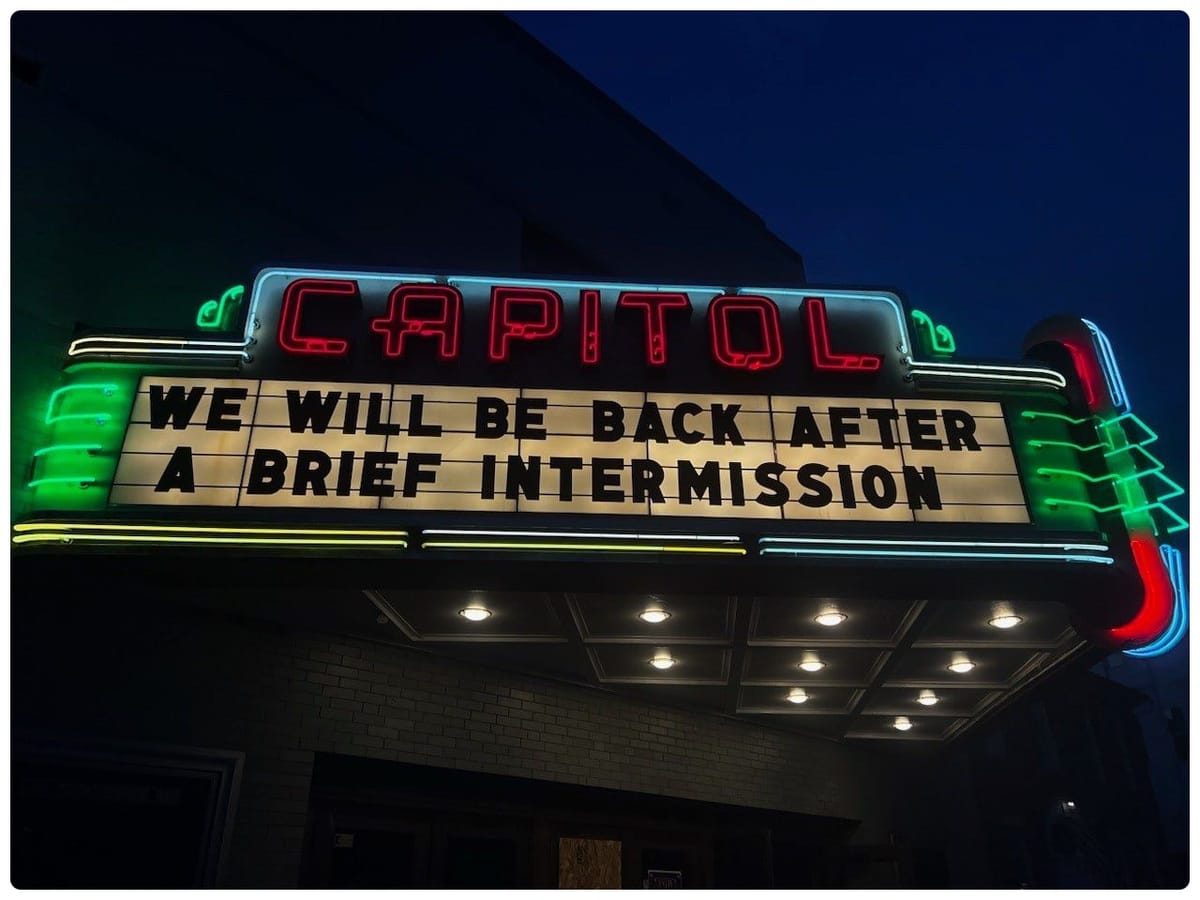 CAPITOL
WE WILL BE BACK AFTER
A BRIEF INTERMISSION